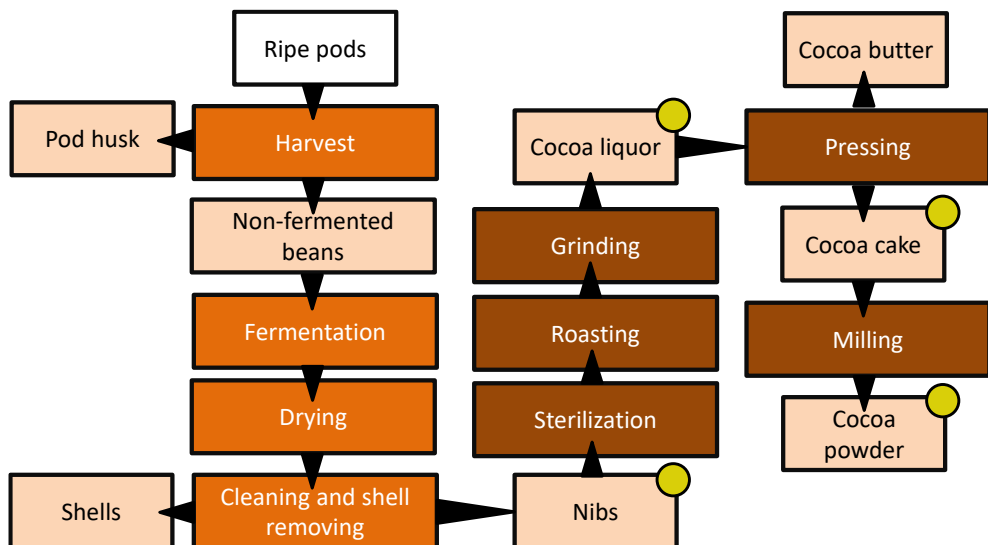 Ripe pods
Pod husk
Harvest
Non-fermented
beans
Fermentation
Drying
Shells
Cleaning and shell
removing
Nibs
Sterilization
Roasting
Grinding
Cocoa liquor
Cocoa butter
Pressing
Cocoa cake
Milling
Cocoa
powder